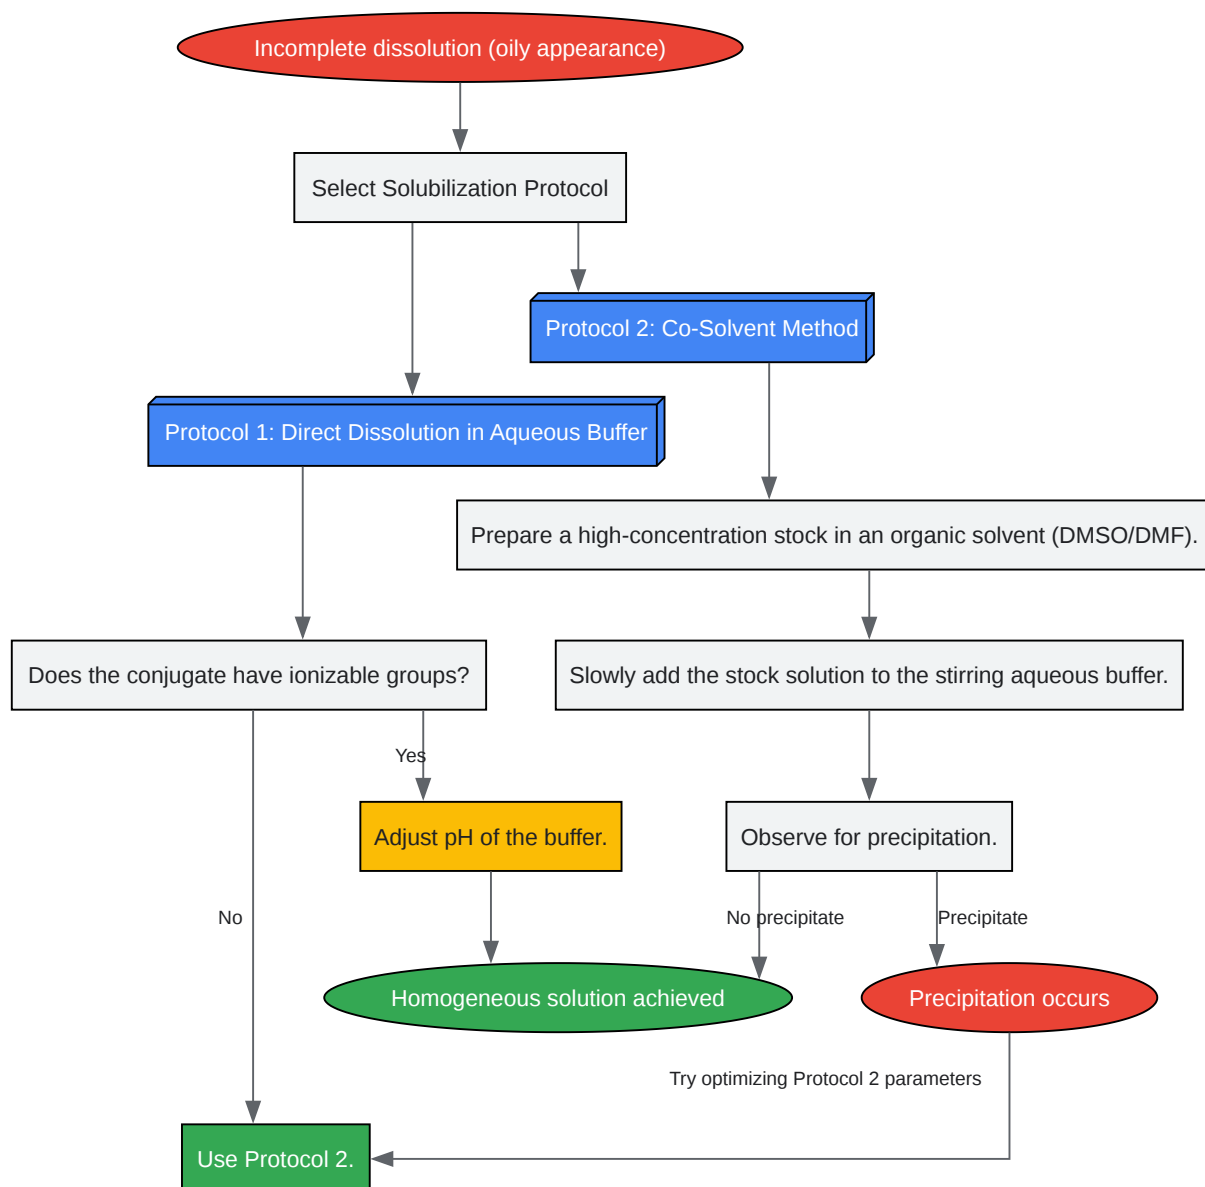 Incomplete dissolution (oily appearance)
Select Solubilization Protocol
Protocol 2: Co-Solvent Method
Protocol 1: Direct Dissolution in Aqueous Buffer
Prepare a high-concentration stock in an organic solvent (DMSO/DMF).
Does the conjugate have ionizable groups?
Slowly add the stock solution to the stirring aqueous buffer.
Yes
Adjust pH of the buffer.
Observe for precipitation.
No
No precipitate
Precipitate
Homogeneous solution achieved
Precipitation occurs
Try optimizing Protocol 2 parameters
Use Protocol 2.